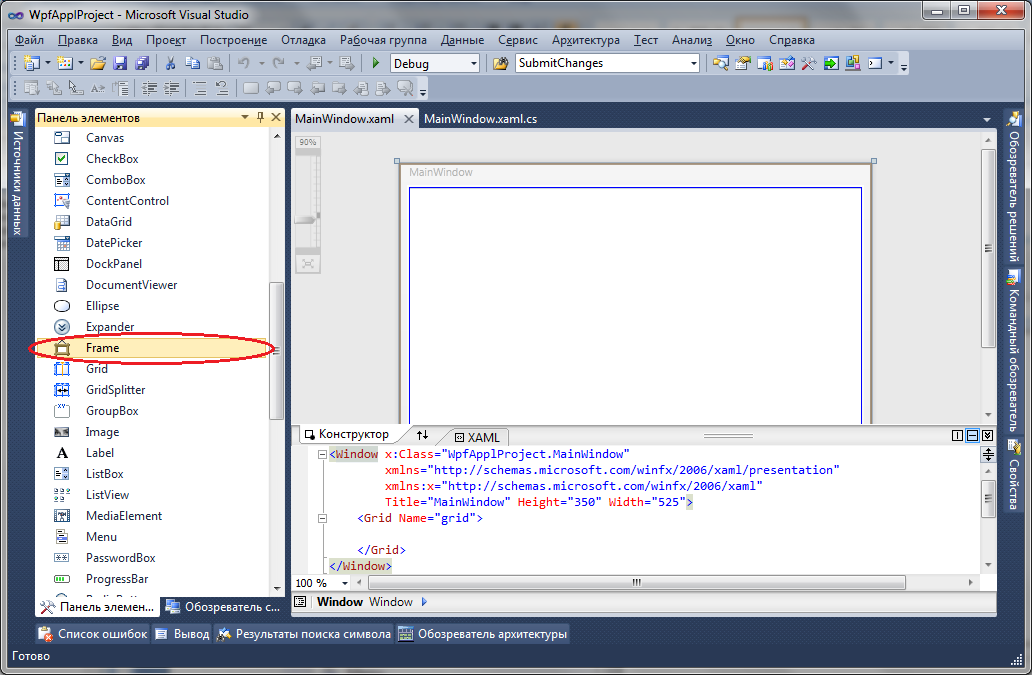 WpfApplProject - Microsoft Visual Studio
Файл Правка Вид Проект Построение Отладка Рабочая группа Данные Сервис Архитектура Тест Анализ Окно Справка
Debug SubmitChanges
Источники данных
Панель элементов
Canvas
CheckBox
ComboBox
ContentControl
DataGrid
DatePicker
DockPanel
DocumentViewer
Ellipse
Expander
Frame
Grid
GridSplitter
GroupBox
Image
Label
ListBox
ListView
MediaElement
Menu
PasswordBox
ProgressBar
Панель элемен... Обозреватель с...
MainWindow.xaml MainWindow.xaml.cs
90%
MainWindow
Конструктор XAML
<Window x:Class="WpfApplProject.MainWindow"
xmlns="http://schemas.microsoft.com/winfx/2006/xaml/presentation"
xmlns:x="http://schemas.microsoft.com/winfx/2006/xaml"
Title="MainWindow" Height="350" Width="525">
<Grid Name="grid">
</Grid>
</Window>
100 %
Window Window
Обозреватель решений
Командный обозреватель
Свойства
Список ошибок Вывод Результаты поиска символа Обозреватель архитектуры
Готово